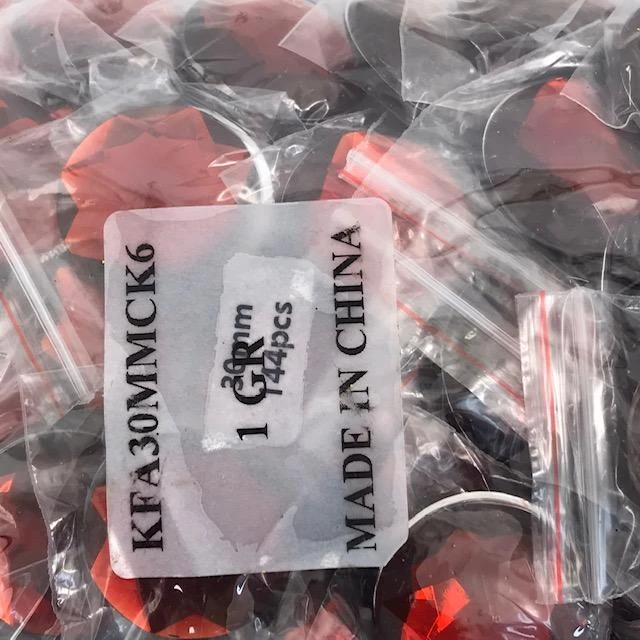 KFA30MMCK6
30mm
144pcs
1 GR
MADE IN CHINA